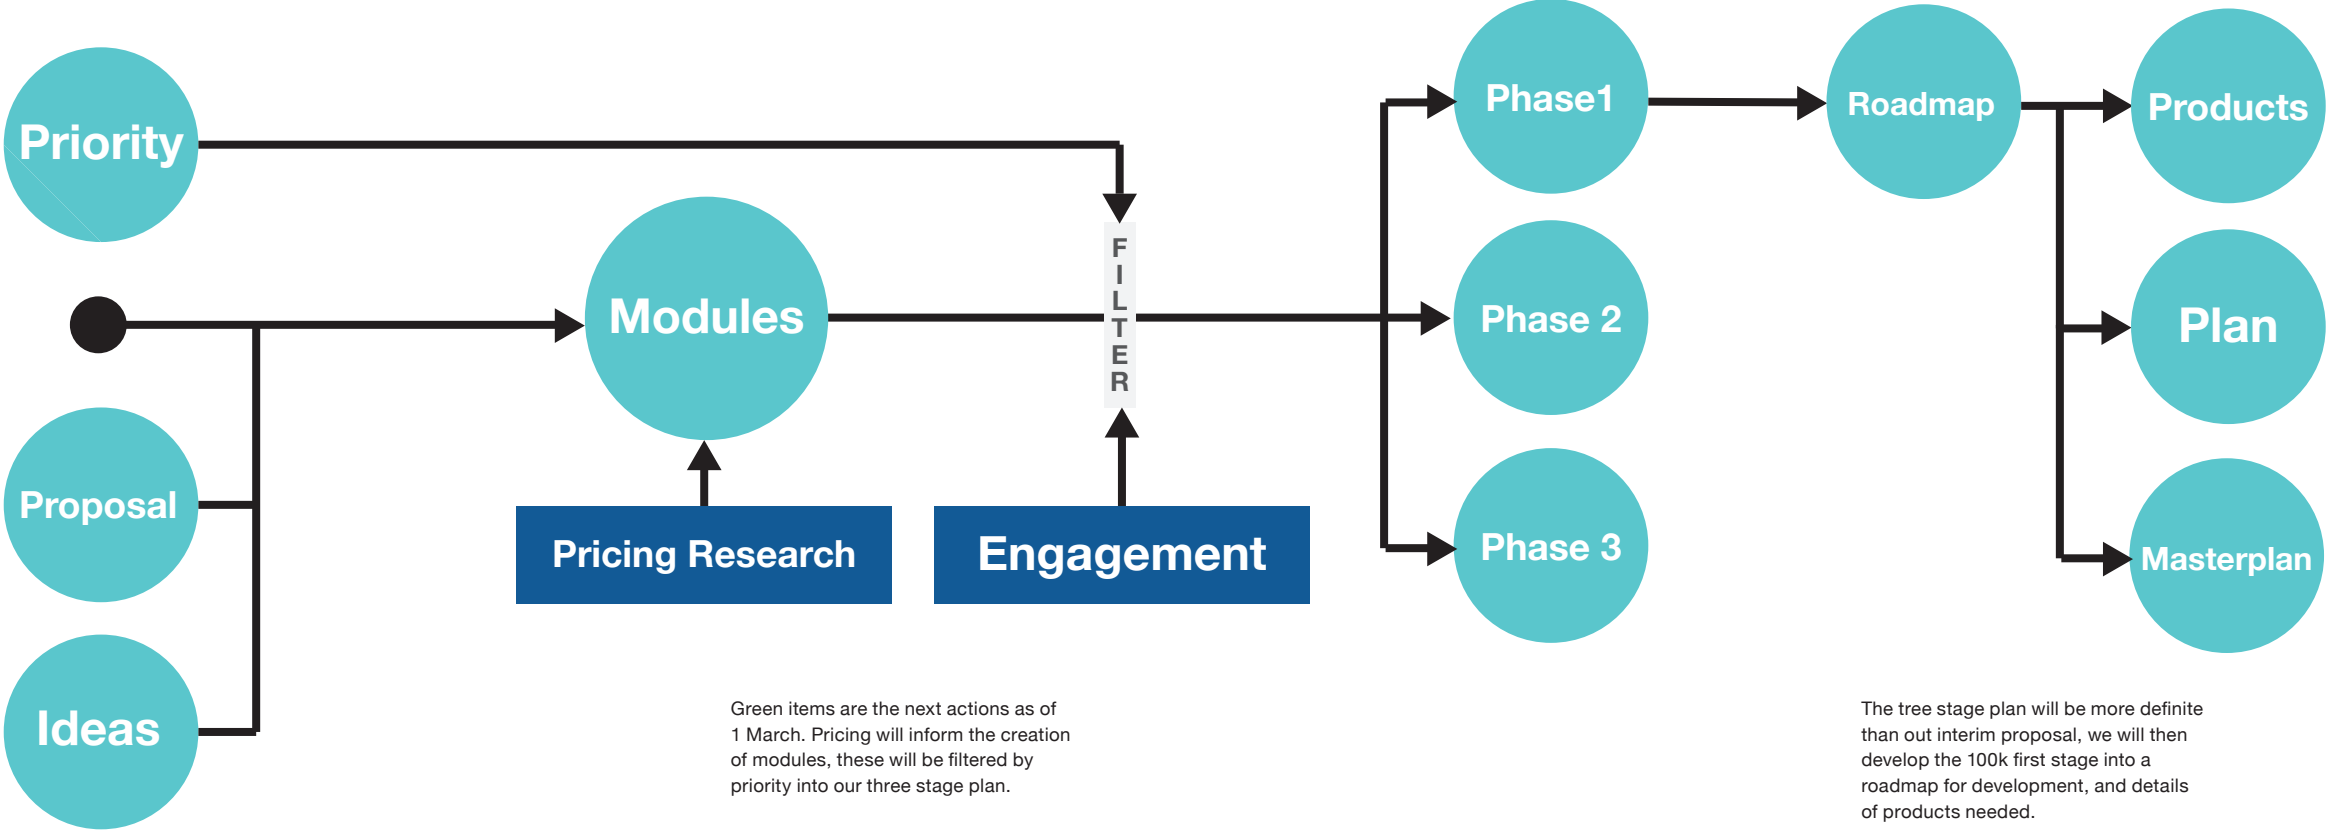 Priority
Modules
Proposal
Ideas
Pricing Research
Engagement
FILTER
Phase1
Phase 2
Phase 3
Roadmap
Products
Plan
Masterplan
Green items are the next actions as of
1 March. Pricing will inform the creation
of modules, these will be filtered by
priority into our three stage plan.
The tree stage plan will be more definite
than out interim proposal, we will then
develop the 100k first stage into a
roadmap for development, and details
of products needed.